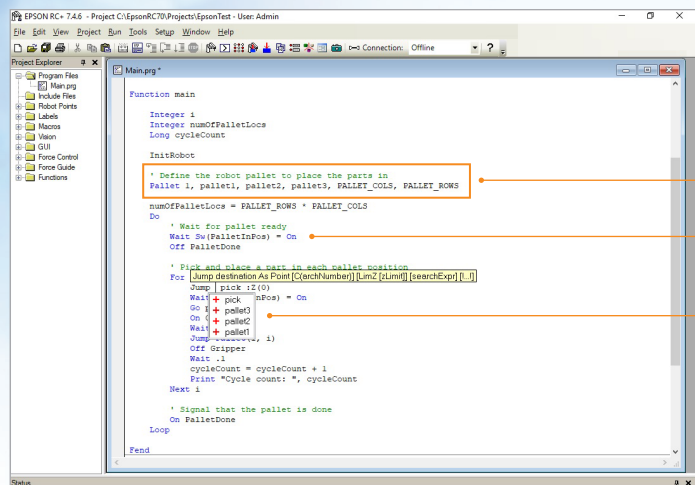 EPSON RC+ 7.4.6 - Project C:\EpsonRC70\Projects\EpsonTest - User: Admin
File Edit View Project Run Tools Setup Window Help
Connection: Offline
Project Explorer
Program Files
Main.prg
Include Files
Robot Points
Labels
Macros
Vision
GUI
Force Control
Force Guide
Functions
Main.prg *
Function main
Integer i
Integer numOfPalletLocs
Long cycleCount
InitRobot
' Define the robot pallet to place the parts in
Pallet 1, pallet1, pallet2, pallet3, PALLET_COLS, PALLET_ROWS
numOfPalletLocs = PALLET_ROWS * PALLET_COLS
Do
' Wait for pallet ready
Wait Sw(PalletInPos) = On
Off PalletDone
' Pick and place a part in each pallet position
For
Jump destination As Point [C(archNumber)] [LimZ [zLimit]] [searchExpr] [!...!]
Jump pick :Z(0)
Wait nPos) = On
Go
On
Wait
Jump i)
pick
pallet3
pallet2
pallet1
Off Gripper
Wait .1
cycleCount = cycleCount + 1
Print "Cycle count: ", cycleCount
Next i
' Signal that the pallet is done
On PalletDone
Loop
Fend
Status